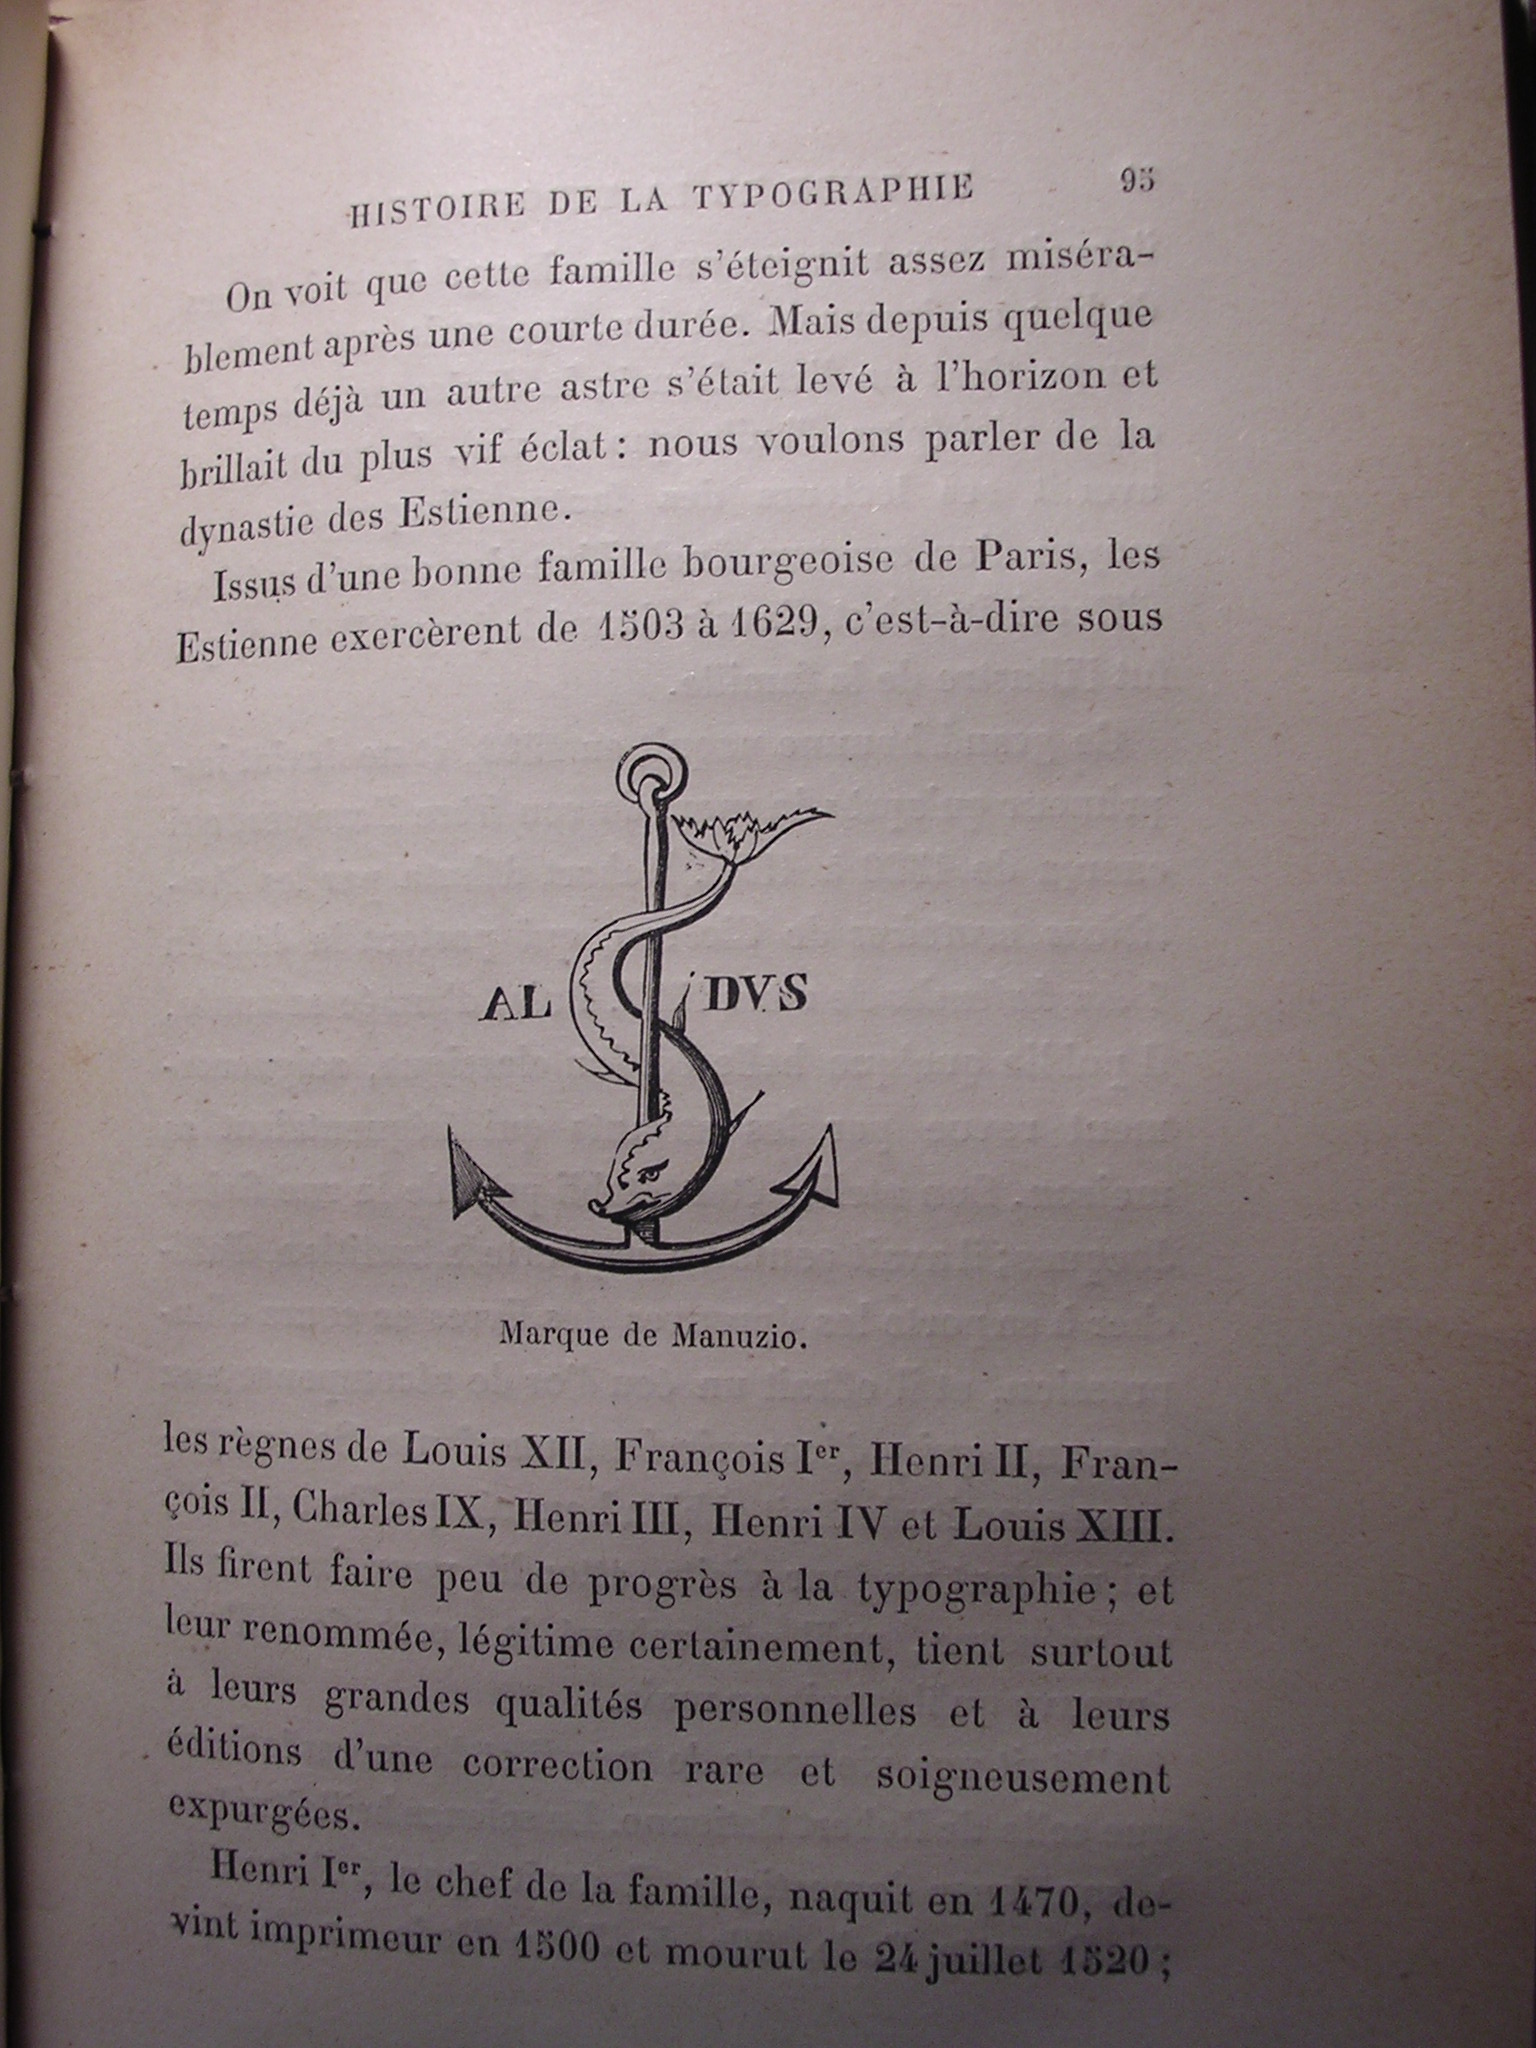 HISTOIRE DE LA TYPOGRAPHIE 95
On voit que cette famille s'éteignit assez miséra-
blement après une courte durée. Mais depuis quelque
temps déjà un autre astre s'était levé à l'horizon et
brillait du plus vif éclat : nous voulons parler de la
dynastie des Estienne.
Issus d'une bonne famille bourgeoise de Paris, les
Estienne exercèrent de 1503 à 1629, c'est-à-dire sous
AL DVS
Marque de Manuzio.
les règnes de Louis XII, François Ier, Henri II, Fran-
çois II, Charles IX, Henri III, Henri IV et Louis XIII.
Ils firent faire peu de progrès à la typographie ; et
leur renommée, légitime certainement, tient surtout
à leurs grandes qualités personnelles et à leurs
éditions d'une correction rare et soigneusement
expurgées.
Henri Ier, le chef de la famille, naquit en 1470, de-
vint imprimeur en 1500 et mourut le 24 juillet 1520 ;